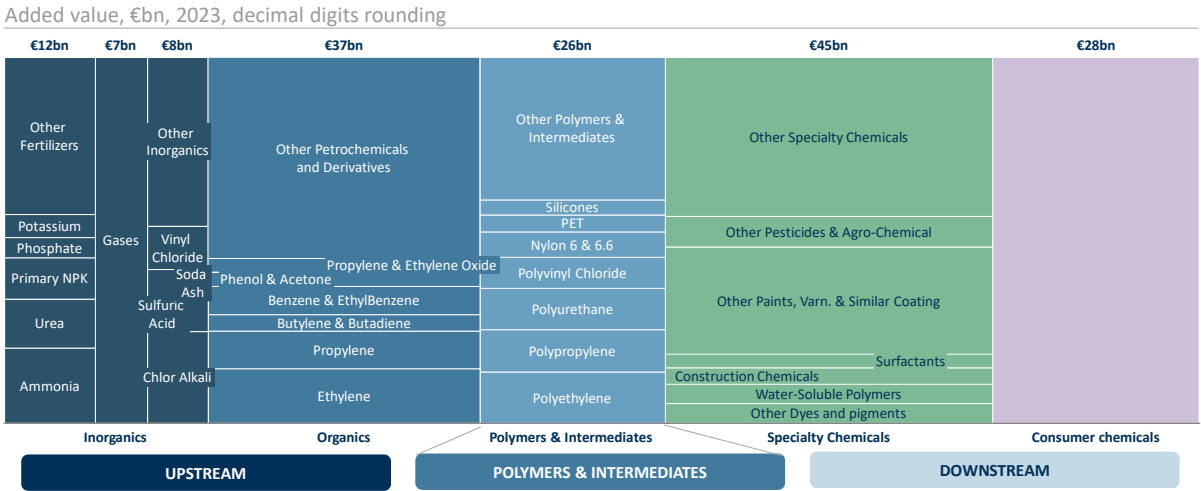 Added value, €bn, 2023, decimal digits rounding
€12bn €7bn €8bn €37bn €26bn €45bn €28bn
Other
Fertilizers
Potassium
Phosphate
Primary NPK
Urea
Ammonia
Gases
Other
Inorganics
Vinyl
Chloride
Soda
Ash
Sulfuric
Acid
Chlor Alkali
Other Petrochemicals
and Derivatives
Propylene & Ethylene Oxide
Phenol & Acetone
Benzene & EthylBenzene
Butylene & Butadiene
Propylene
Ethylene
Other Polymers &
Intermediates
Silicones
PET
Nylon 6 & 6.6
Polyvinyl Chloride
Polyurethane
Polypropylene
Polyethylene
Other Specialty Chemicals
Other Pesticides & Agro-Chemical
Other Paints, Varn. & Similar Coating
Surfactants
Construction Chemicals
Water-Soluble Polymers
Other Dyes and pigments
Inorganics Organics Polymers & Intermediates Specialty Chemicals Consumer chemicals
UPSTREAM POLYMERS & INTERMEDIATES DOWNSTREAM